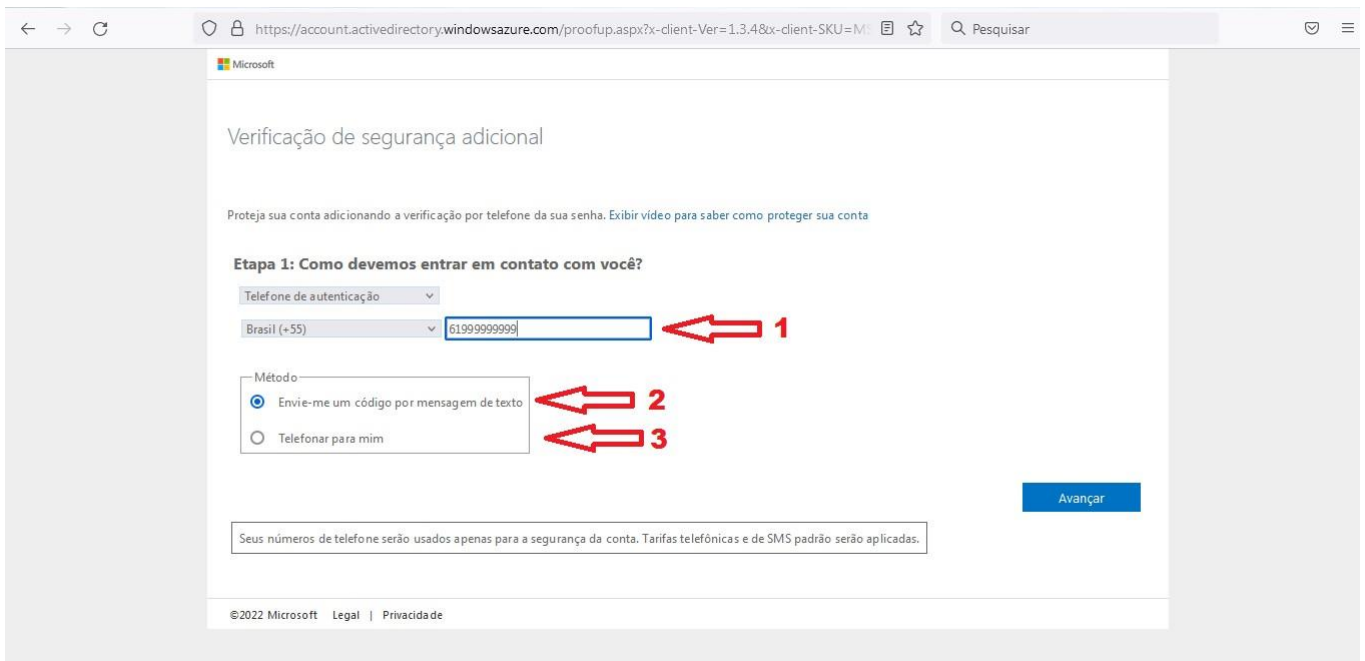 https://account.activedirectory.windowsazure.com/proofup.aspx?x-client-Ver=1.3.4&x-client-SKU=MS
Pesquisar
Microsoft
Verificação de segurança adicional
Proteja sua conta adicionando a verificação por telefone da sua senha. Exibir vídeo para saber como proteger sua conta
Etapa 1: Como devemos entrar em contato com você?
Telefone de autenticação
Brasil (+55) 61999999999 1
Método
Envie-me um código por mensagem de texto 2
Telefonar para mim 3
Avançar
Seus números de telefone serão usados apenas para a segurança da conta. Tarifas telefônicas e de SMS padrão serão aplicadas.
©2022 Microsoft Legal | Privacidade